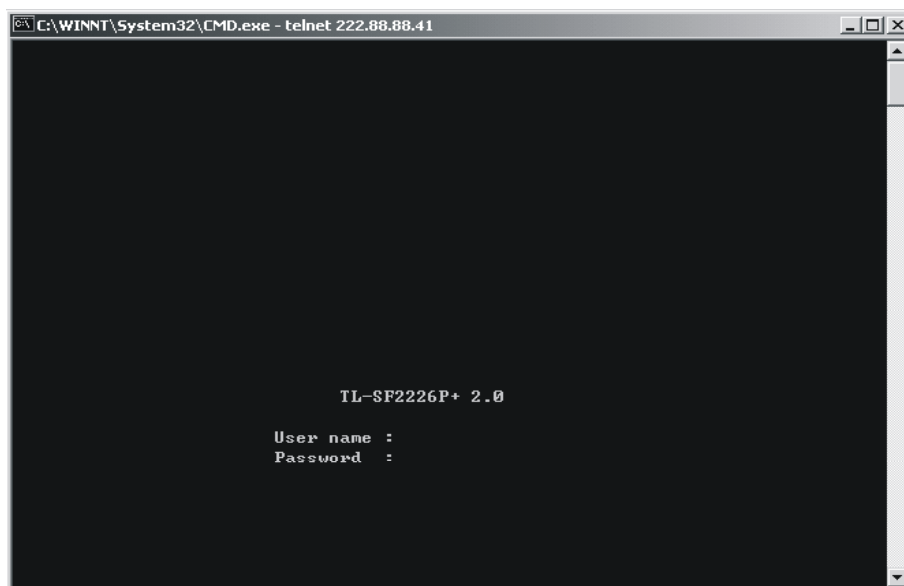 C:\WINNT\System32\CMD.exe - telnet 222.88.88.41
TL-SF2226P+ 2.0
User name :
Password :